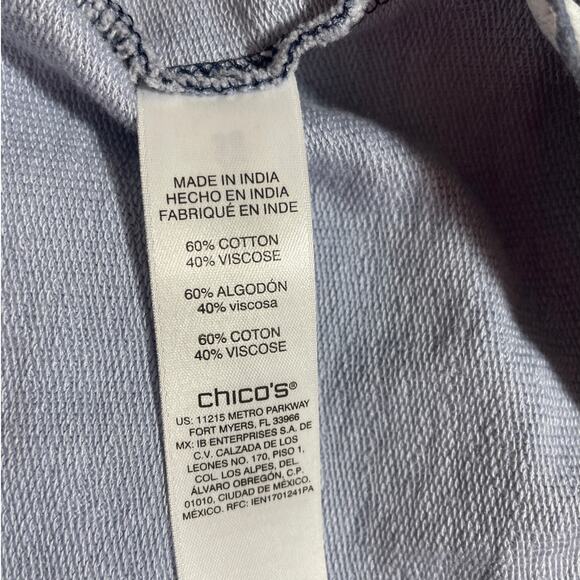 MADE IN INDIA
HECHO EN INDIA
FABRIQUÉ EN INDE
60% COTTON
40% VISCOSE
60% ALGODÓN
40% viscosa
60% COTON
40% VISCOSE
chico's®
US: 11215 METRO PARKWAY
FORT MYERS, FL 33966
MX: IB ENTERPRISES S.A. DE
C.V. CALZADA DE LOS
LEONES NO. 170, PISO 1,
COL. LOS ALPES, DEL.
ÁLVARO OBREGÓN, C.P.
01010, CIUDAD DE MÉXICO,
MÉXICO. RFC: IEN1701241PA